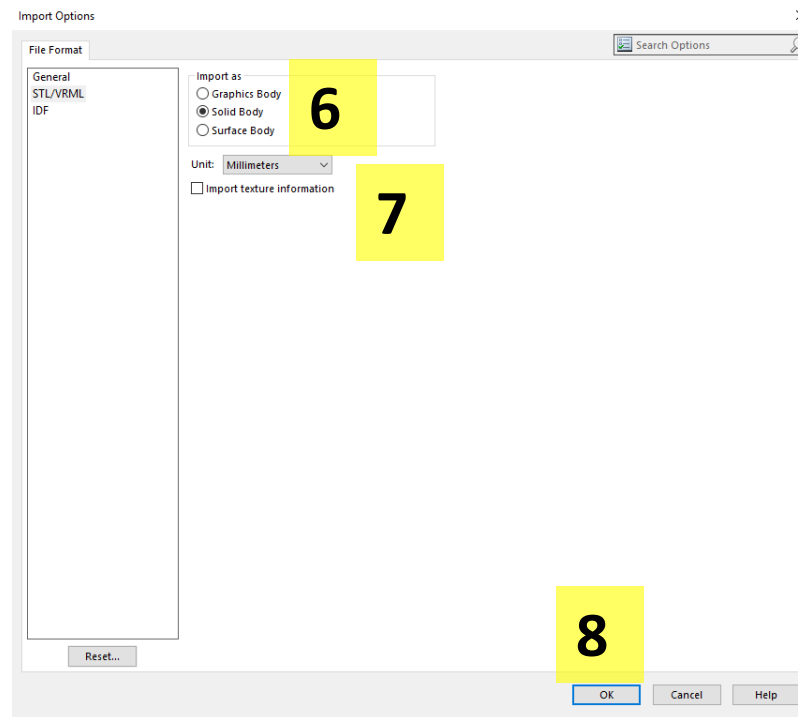 Import Options
File Format
Search Options
General
STL/VRML
IDF
Import as
Graphics Body
Solid Body
Surface Body
6
Unit: Millimeters
Import texture information
7
8
Reset...
OK Cancel Help